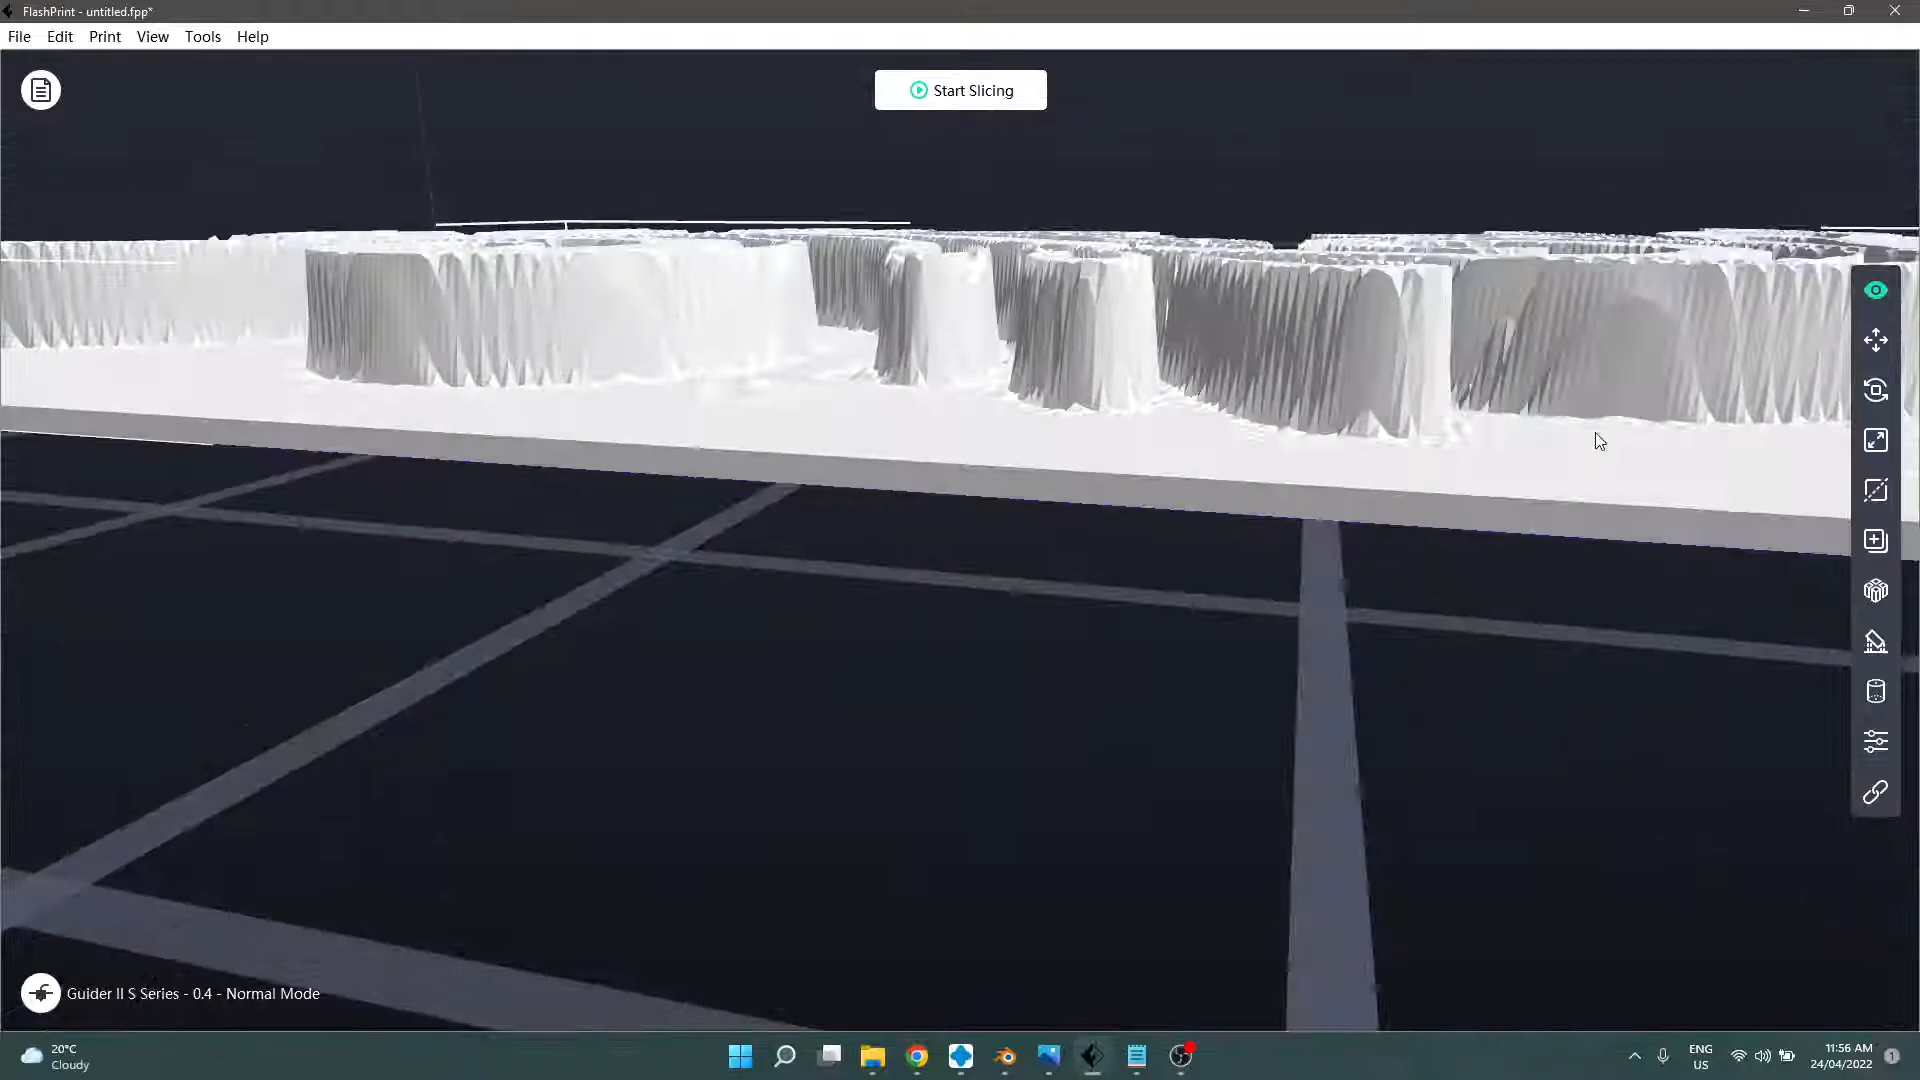 FlashPrint - untitled.fpp*
File Edit Print View Tools Help
Start Slicing
Guider II S Series - 0.4 - Normal Mode
20°C
Cloudy
ENG
US
11:56 AM
24/04/2022
1